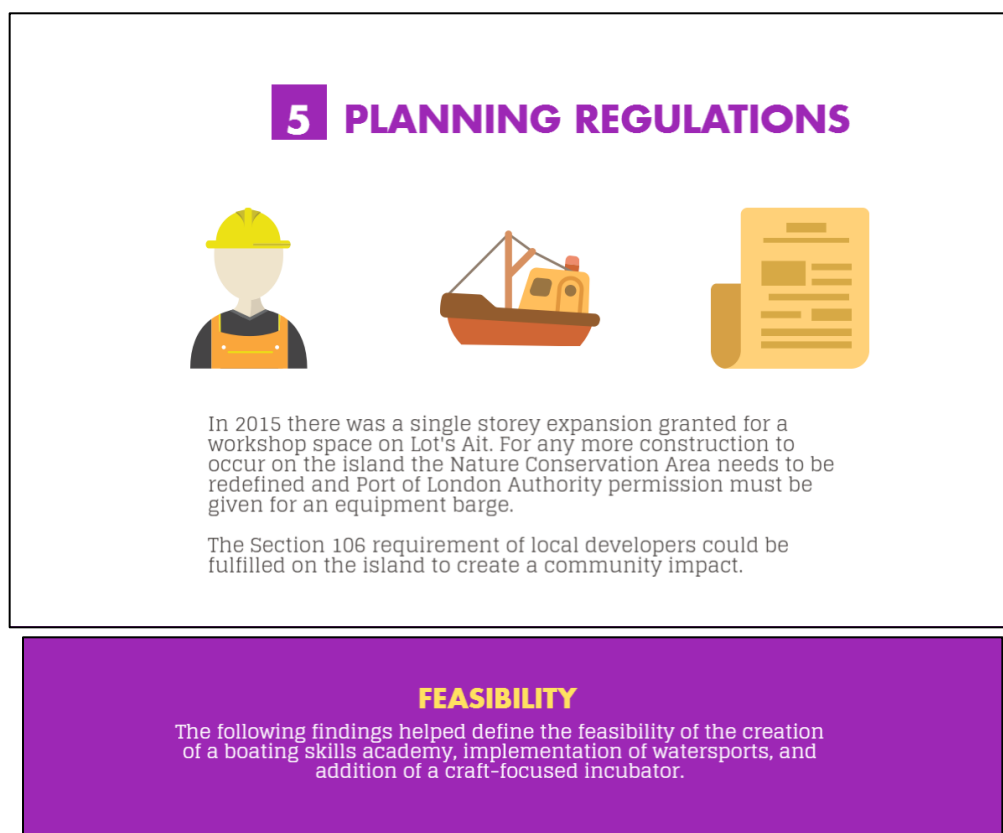 5 PLANNING REGULATIONS
In 2015 there was a single storey expansion granted for a
workshop space on Lot's Ait. For any more construction to
occur on the island the Nature Conservation Area needs to be
redefined and Port of London Authority permission must be
given for an equipment barge.
The Section 106 requirement of local developers could be
fulfilled on the island to create a community impact.
FEASIBILITY
The following findings helped define the feasibility of the creation
of a boating skills academy, implementation of watersports, and
addition of a craft-focused incubator.